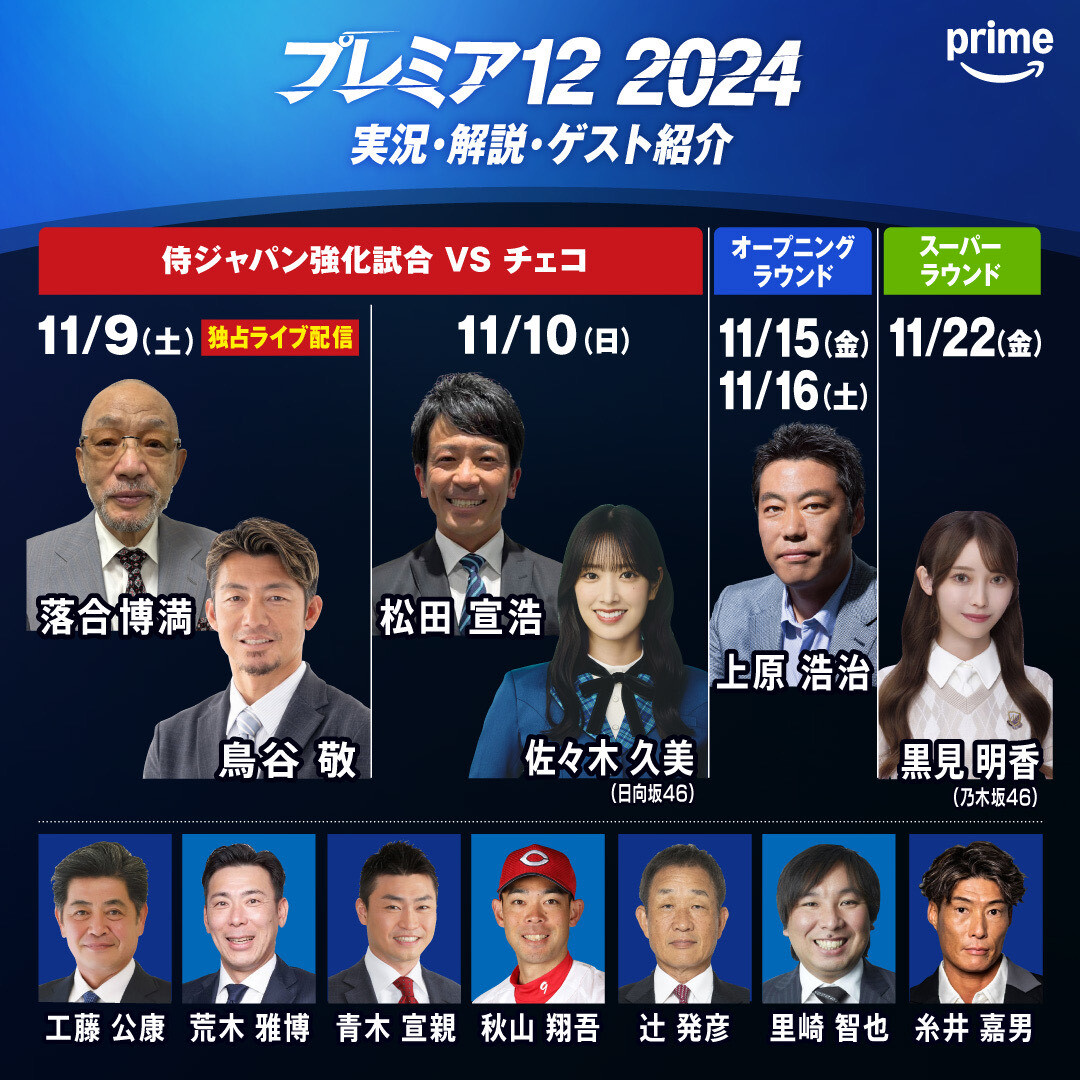 prime
プレミア12 2024
実況・解説・ゲスト紹介
侍ジャパン強化試合 VS チェコ
オープニング
ラウンド
スーパー
ラウンド
11/9(土) 独占ライブ配信
11/10(日)
11/15(金)
11/16(土)
11/22(金)
落合 博満
鳥谷 敬
松田 宣浩
佐々木 久美
(日向坂46)
上原 浩治
黒見 明香
(乃木坂46)
工藤 公康
荒木 雅博
青木 宣親
秋山 翔吾
辻 発彦
里崎 智也
糸井 嘉男